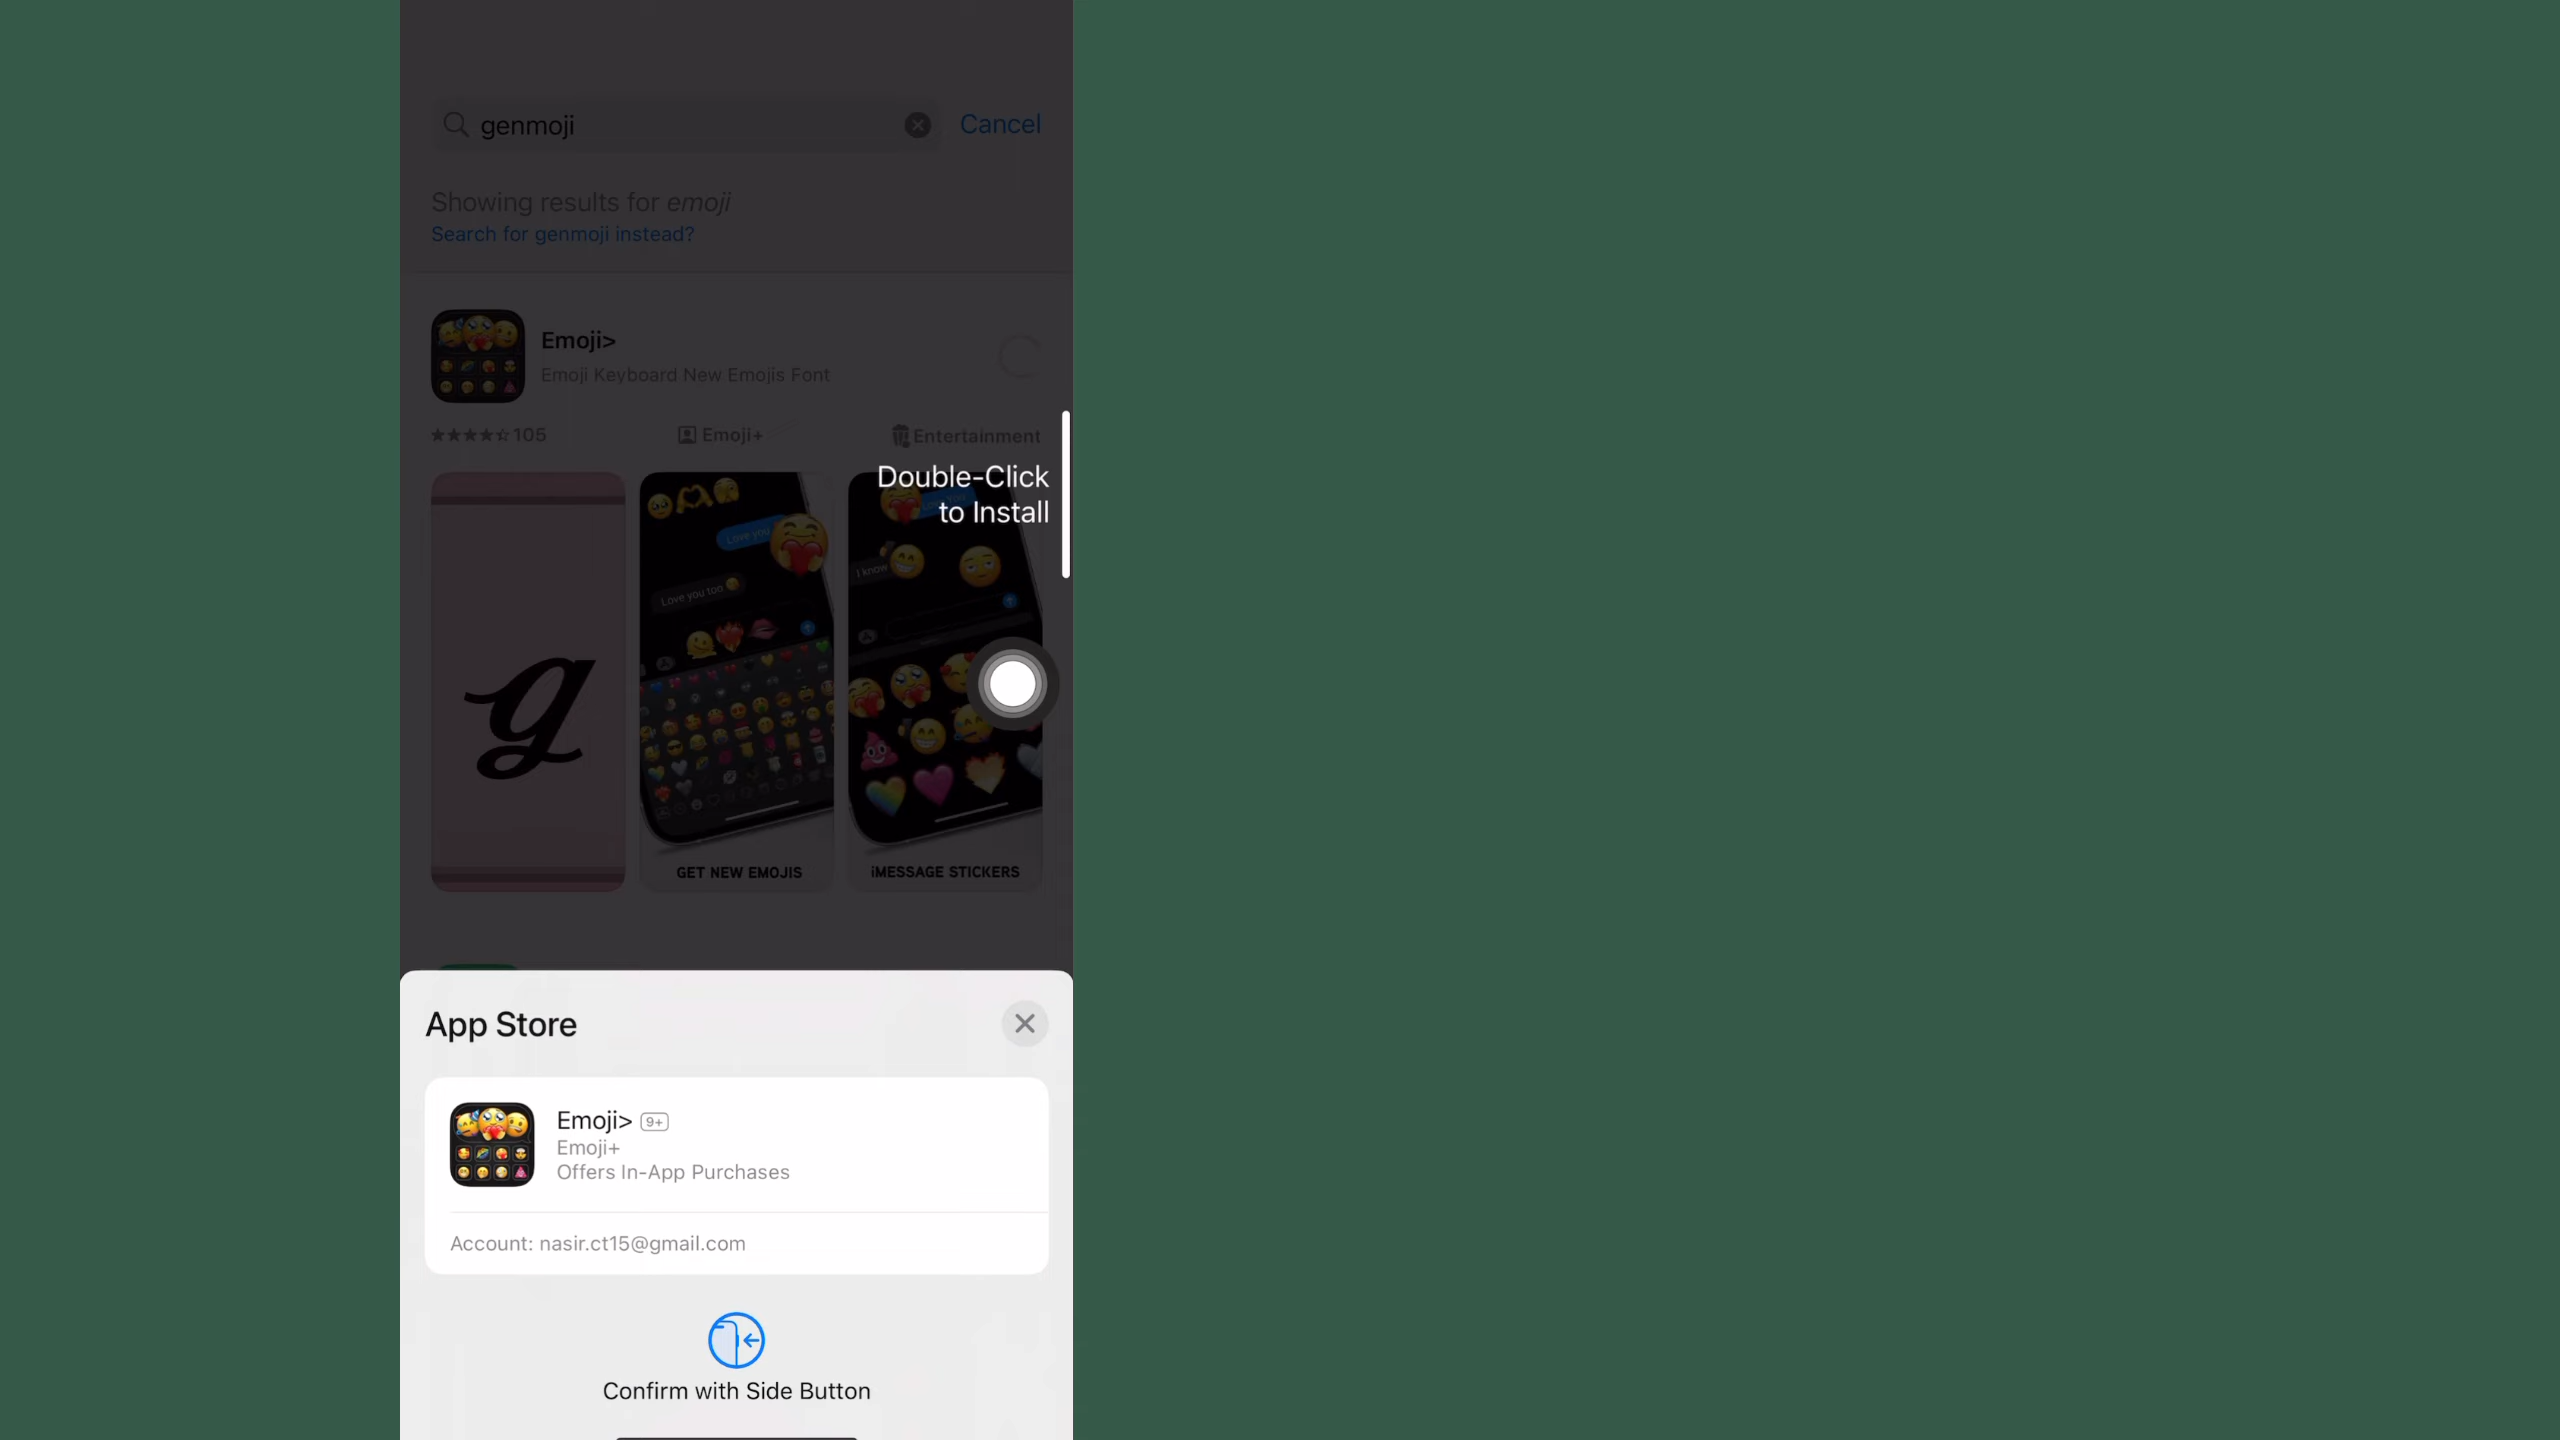 genmoji
Cancel
Showing results for emoji
Search for genmoji instead?
Emoji>
Emoji Keyboard New Emojis Font
105
Emoji+
Entertainment
Double-Click
to Install
Love you
Love you too
I know
Love You
g
GET NEW EMOJIS
iMESSAGE STICKERS
App Store
Emoji> 9+
Emoji+
Offers In-App Purchases
Account: nasir.ct15@gmail.com
Confirm with Side Button